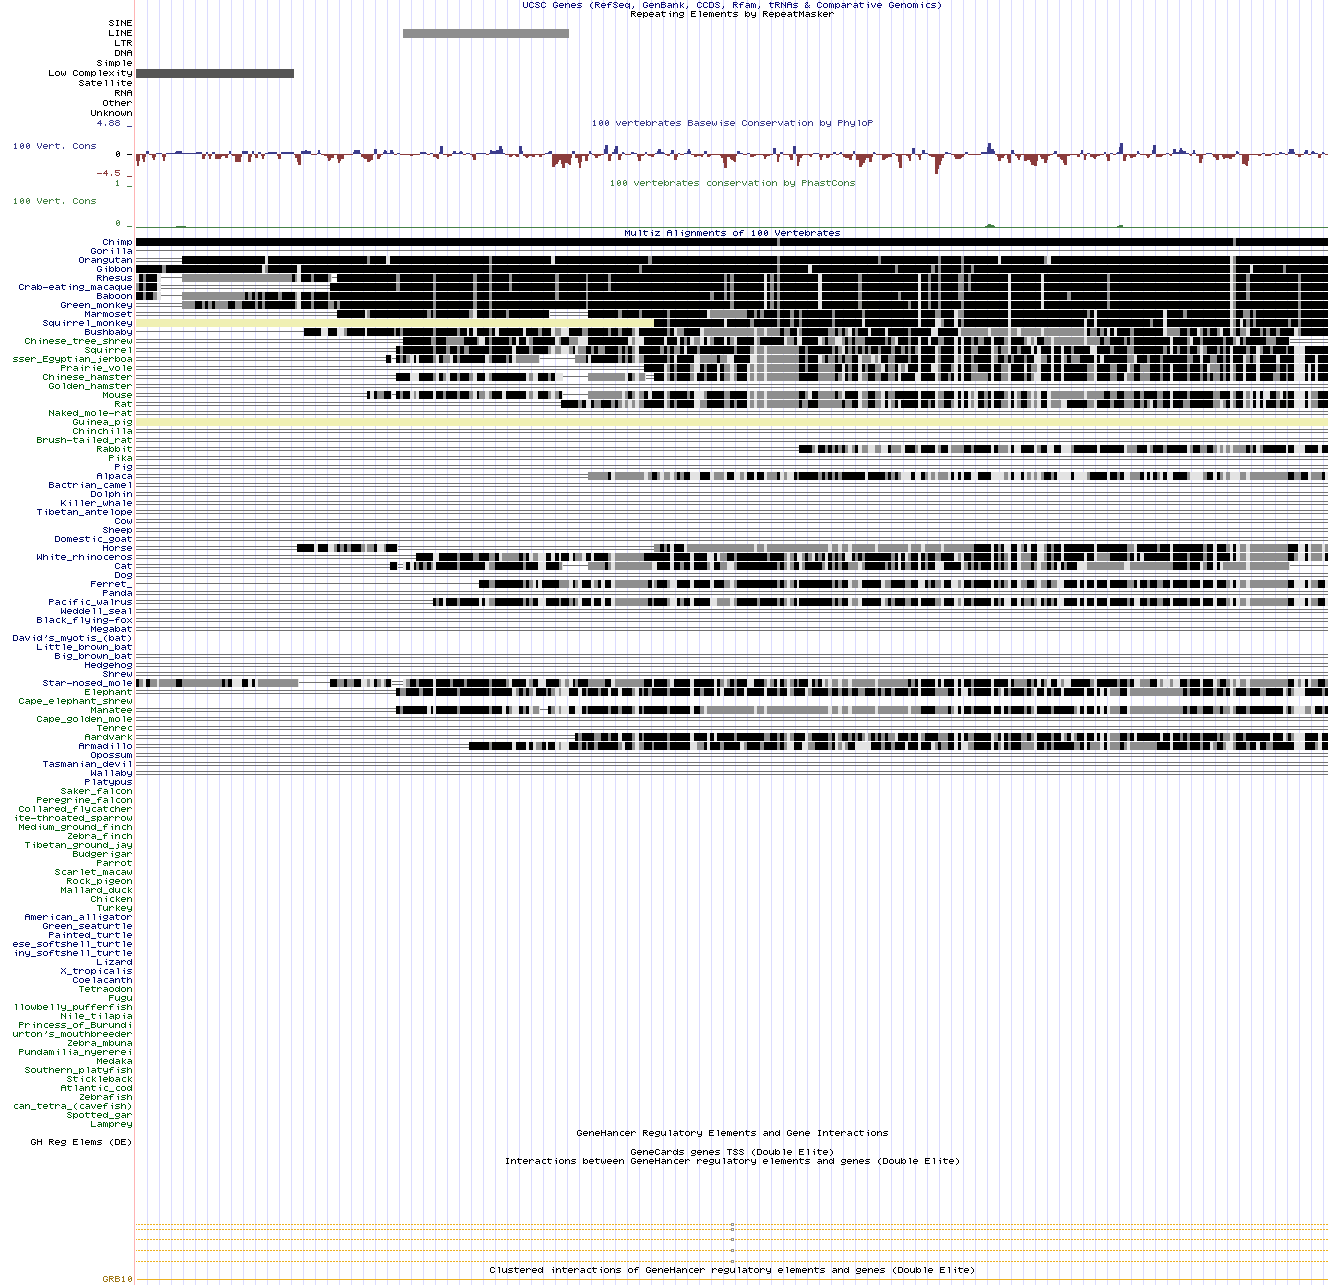 UCSC Genes (RefSeq, GenBank, CCDS, Rfam, tRNAs & Comparative Genomics)
Repeating Elements by RepeatMasker
SINE
LINE
LTR
DNA
Simple
Low Complexity
Satellite
RNA
Other
Unknown
4.88 _
100 vertebrates Basewise Conservation by PhyloP
100 Vert. Cons
0 _
-4.5 _
100 vertebrates conservation by PhastCons
1 _
100 Vert. Cons
0 _
Multiz Alignments of 100 Vertebrates
Chimp
Gorilla
Orangutan
Gibbon
Rhesus
Crab-eating_macaque
Baboon
Green_monkey
Marmoset
Squirrel_monkey
Bushbaby
Chinese_tree_shrew
Squirrel
sser_Egyptian_jerboa
Prairie_vole
Chinese_hamster
Golden_hamster
Mouse
Rat
Naked_mole-rat
Guinea_pig
Chinchilla
Brush-tailed_rat
Rabbit
Pika
Pig
Alpaca
Bactrian_camel
Dolphin
Killer_whale
Tibetan_antelope
Cow
Sheep
Domestic_goat
Horse
White_rhinoceros
Cat
Dog
Ferret_
Panda
Pacific_walrus
Weddell_seal
Black_flying-fox
Megabat
David's_myotis_(bat)
Little_brown_bat
Big_brown_bat
Hedgehog
Shrew
Star-nosed_mole
Elephant
Cape_elephant_shrew
Manatee
Cape_golden_mole
Tenrec
Aardvark
Armadillo
Opossum
Tasmanian_devil
Wallaby
Platypus
Saker_falcon
Peregrine_falcon
Collared_flycatcher
ite-throated_sparrow
Medium_ground_finch
Zebra_finch
Tibetan_ground_jay
Budgerigar
Parrot
Scarlet_macaw
Rock_pigeon
Mallard_duck
Chicken
Turkey
American_alligator
Green_seaturtle
Painted_turtle
ese_softshell_turtle
iny_softshell_turtle
Lizard
X_tropicalis
Coelacanth
Tetraodon
Fugu
llowbelly_pufferfish
Nile_tilapia
Princess_of_Burundi
urton's_mouthbreeder
Zebra_mbuna
Pundamilia_nyererei
Medaka
Southern_platyfish
Stickleback
Atlantic_cod
Zebrafish
can_tetra_(cavefish)
Spotted_gar
Lamprey
GeneHancer Regulatory Elements and Gene Interactions
GH Reg Elems (DE)
GeneCards genes TSS (Double Elite)
Interactions between GeneHancer regulatory elements and genes (Double Elite)
Clustered interactions of GeneHancer regulatory elements and genes (Double Elite)
GRB10